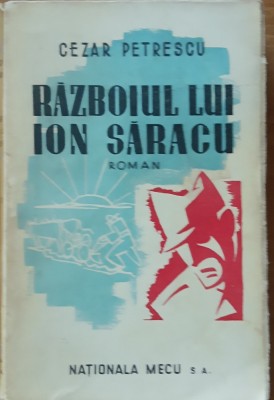 CEZAR PETRESCU
RĂZBOIUL LUI
ION SĂRACU
ROMAN
NAȚIONALA MECU S A.